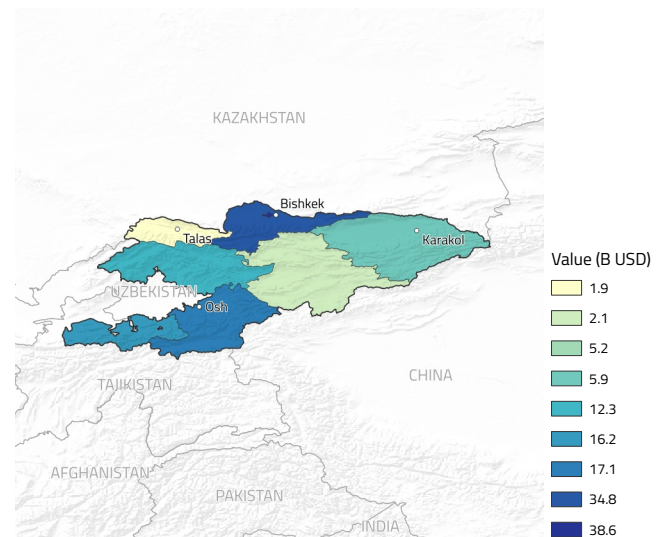 KAZAKHSTAN
Bishkek
Talas
Karakol
UZBEKISTAN
Osh
TAJIKISTAN
CHINA
AFGHANISTAN
PAKISTAN
INDIA
Value (B USD)
1.9
2.1
5.2
5.9
12.3
16.2
17.1
34.8
38.6